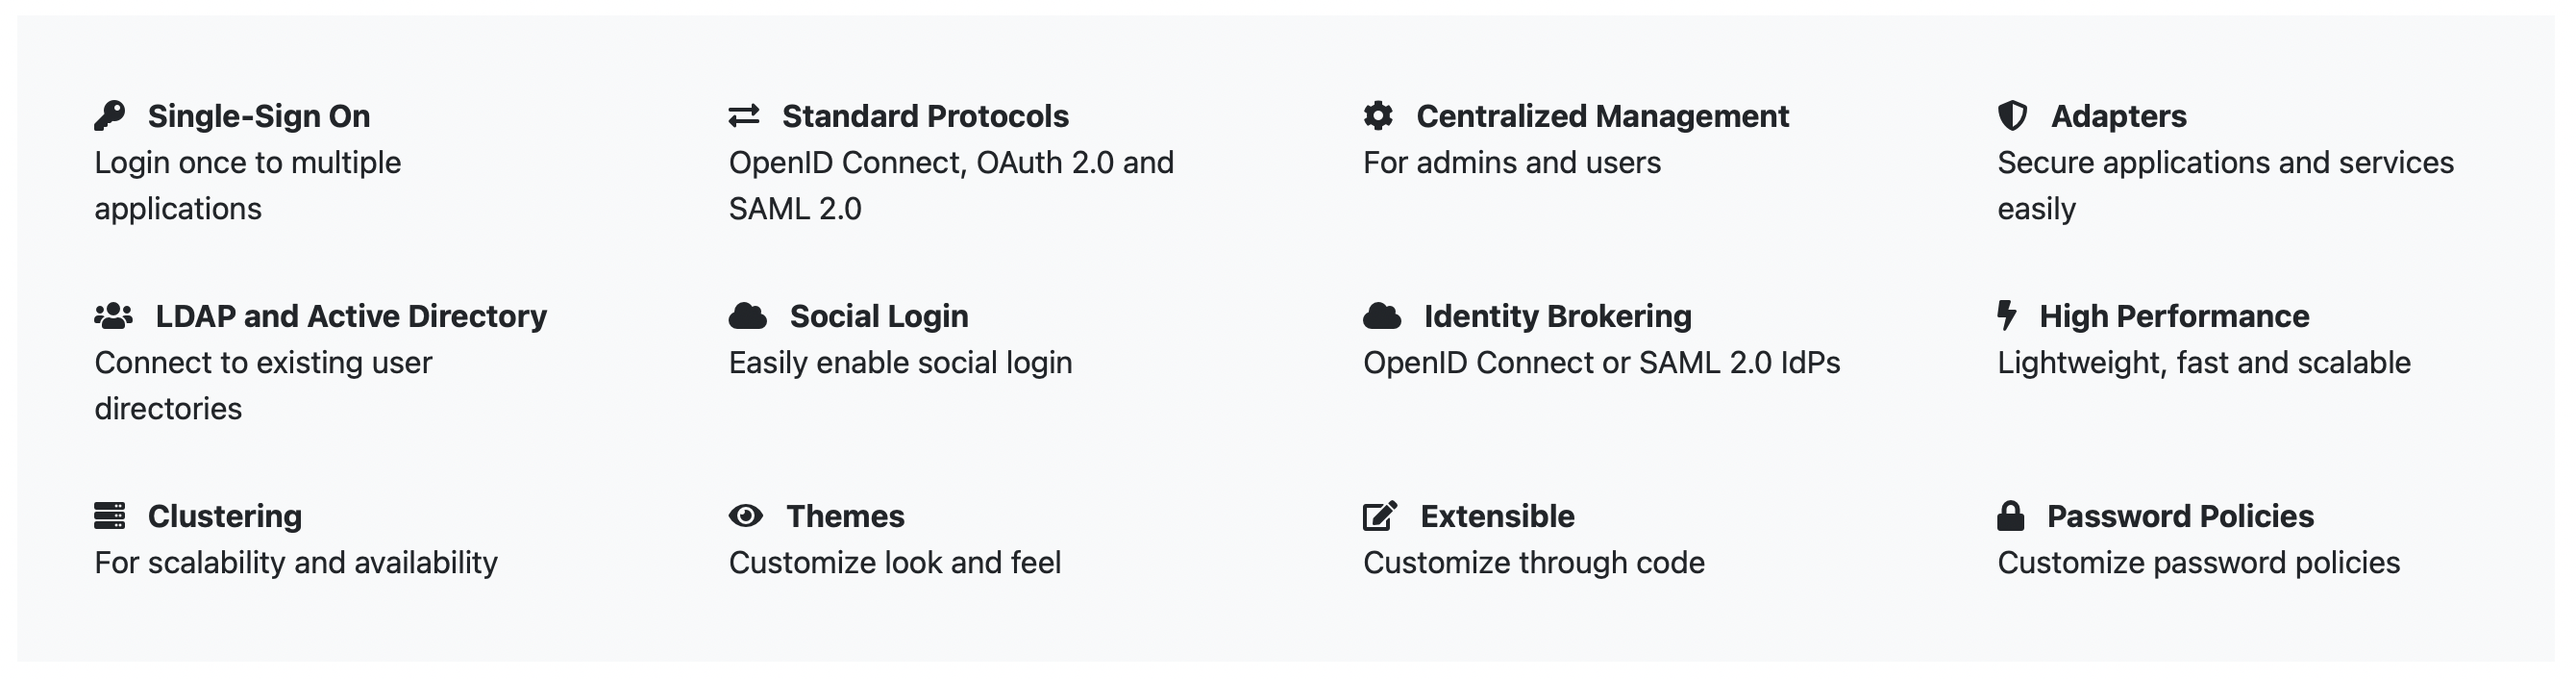 Single-Sign On
Login once to multiple
applications
Standard Protocols
OpenID Connect, OAuth 2.0 and
SAML 2.0
Centralized Management
For admins and users
Adapters
Secure applications and services
easily
LDAP and Active Directory
Connect to existing user
directories
Social Login
Easily enable social login
Identity Brokering
OpenID Connect or SAML 2.0 IdPs
High Performance
Lightweight, fast and scalable
Clustering
For scalability and availability
Themes
Customize look and feel
Extensible
Customize through code
Password Policies
Customize password policies